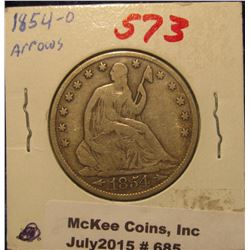 1854-O
Arrows
573
1854
McKee Coins, Inc
July2015 # 685